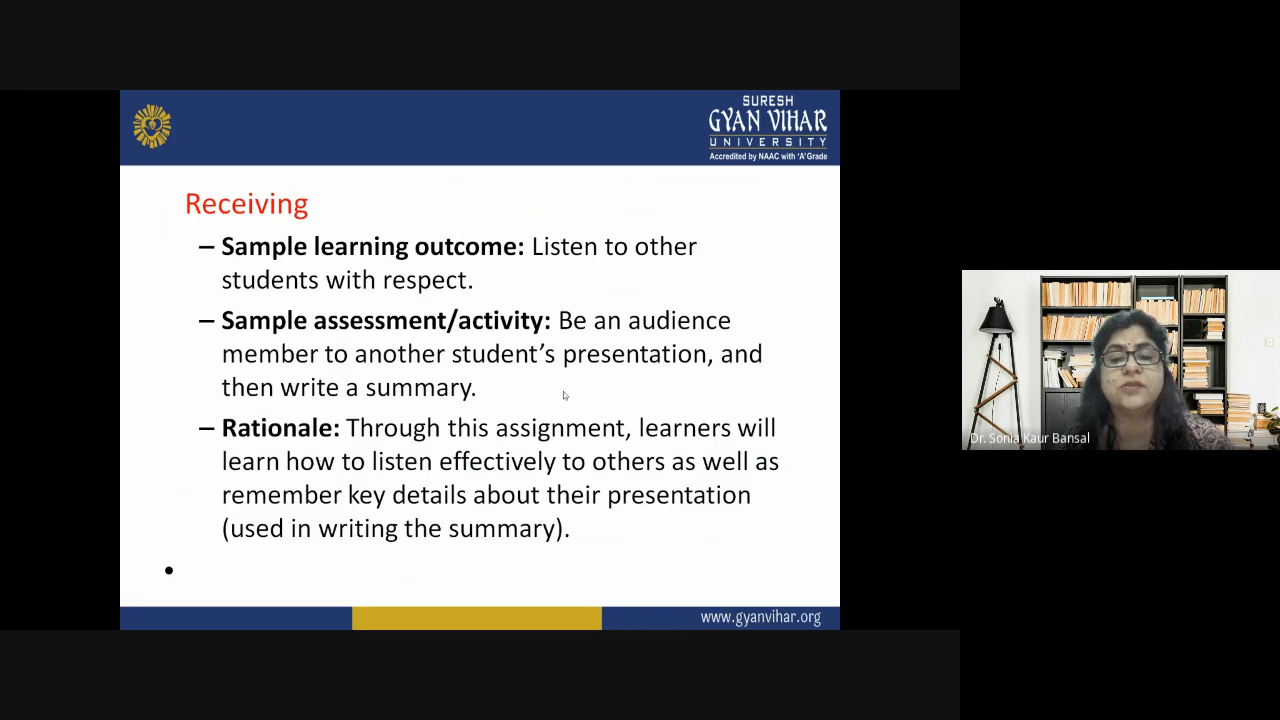 SURESH
GYAN VIHAR
UNIVERSITY
Accredited by NAAC with 'A' Grade
Receiving
– Sample learning outcome: Listen to other
students with respect.
– Sample assessment/activity: Be an audience
member to another student’s presentation, and
then write a summary.
– Rationale: Through this assignment, learners will
learn how to listen effectively to others as well as
remember key details about their presentation
(used in writing the summary).
•
www.gyanvihar.org
Dr. Sonia Kaur Bansal